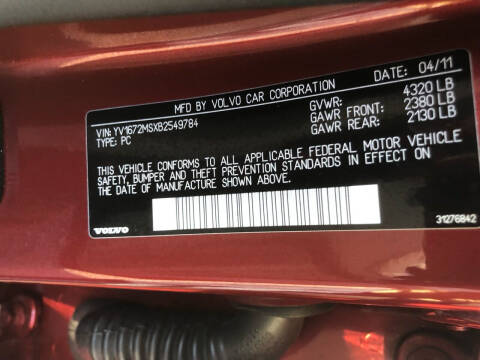 MFD BY VOLVO CAR CORPORATION DATE: 04/11
VIN: YV1672MSXB2549784 GVWR: 4320 LB
TYPE: PC GAWR FRONT: 2380 LB
GAWR REAR: 2130 LB
THIS VEHICLE CONFORMS TO ALL APPLICABLE FEDERAL MOTOR VEHICLE
SAFETY, BUMPER AND THEFT PREVENTION STANDARDS IN EFFECT ON
THE DATE OF MANUFACTURE SHOWN ABOVE.
VOLVO 31276842